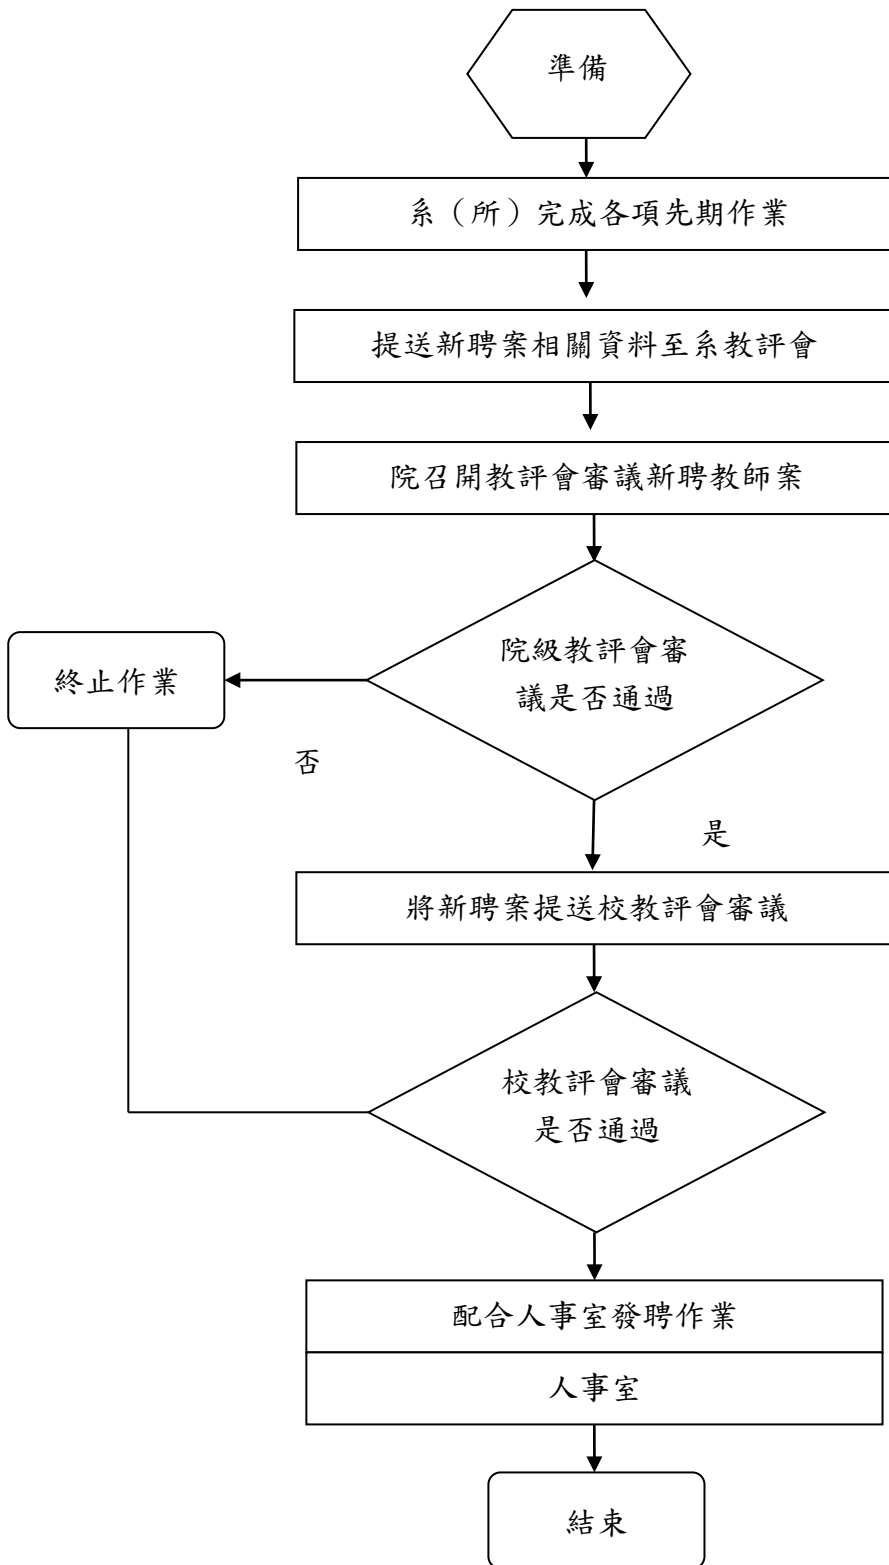 準備
系（所）完成各項先期作業
提送新聘案相關資料至系教評會
院召開教評會審議新聘教師案
院級教評會審
議是否通過
終止作業
否
是
將新聘案提送校教評會審議
校教評會審議
是否通過
配合人事室發聘作業
人事室
結束